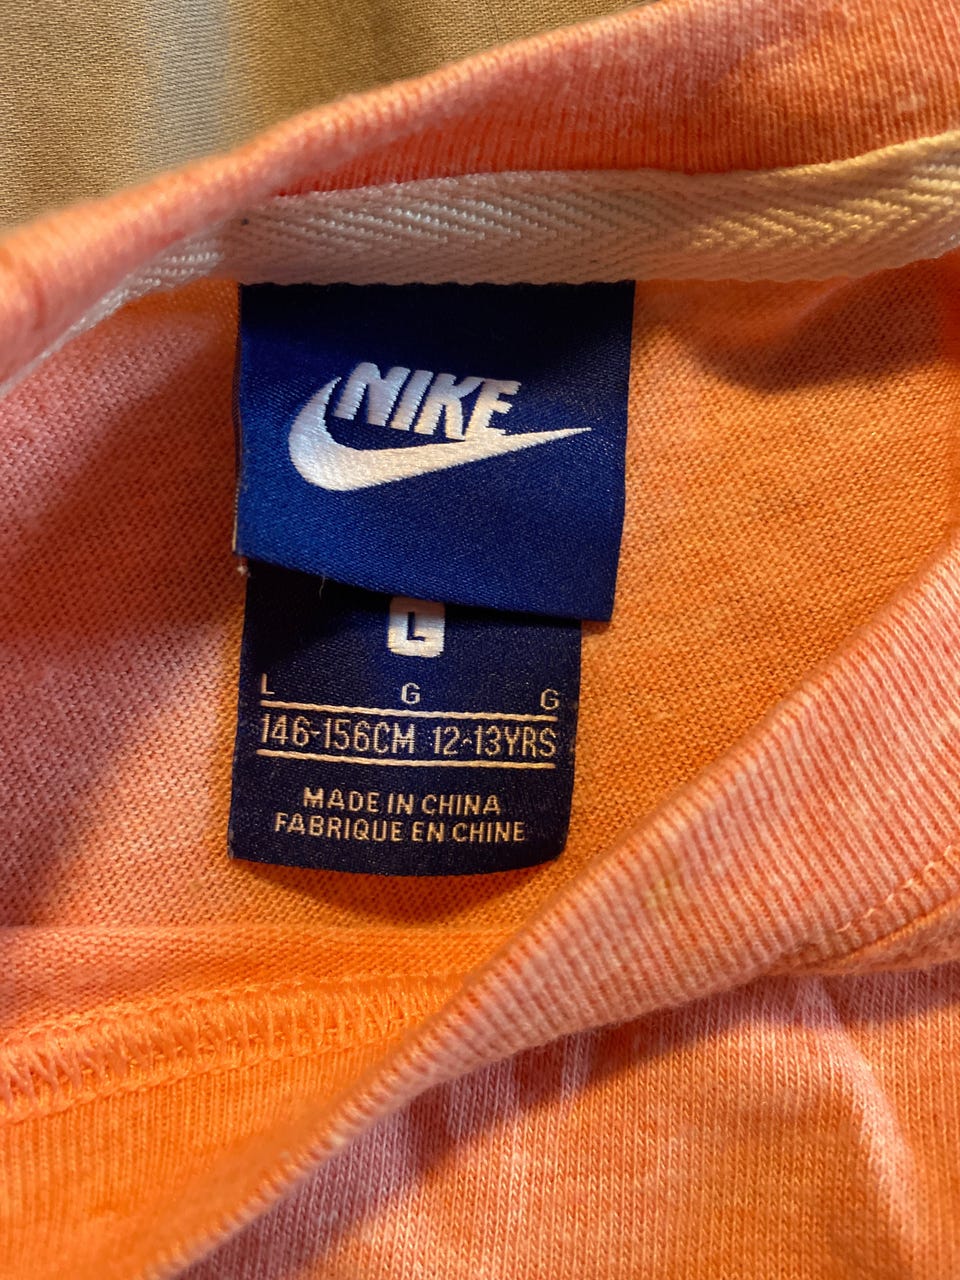 NIKE
L
L G G
146-156CM 12-13YRS
MADE IN CHINA
FABRIQUE EN CHINE